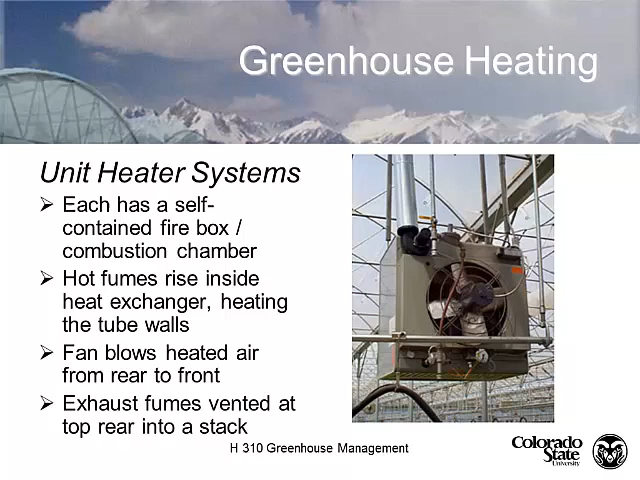 Greenhouse Heating
Unit Heater Systems
➢ Each has a self-
contained fire box /
combustion chamber
➢ Hot fumes rise inside
heat exchanger, heating
the tube walls
➢ Fan blows heated air
from rear to front
➢ Exhaust fumes vented at
top rear into a stack
H 310 Greenhouse Management
Colorado
State
University